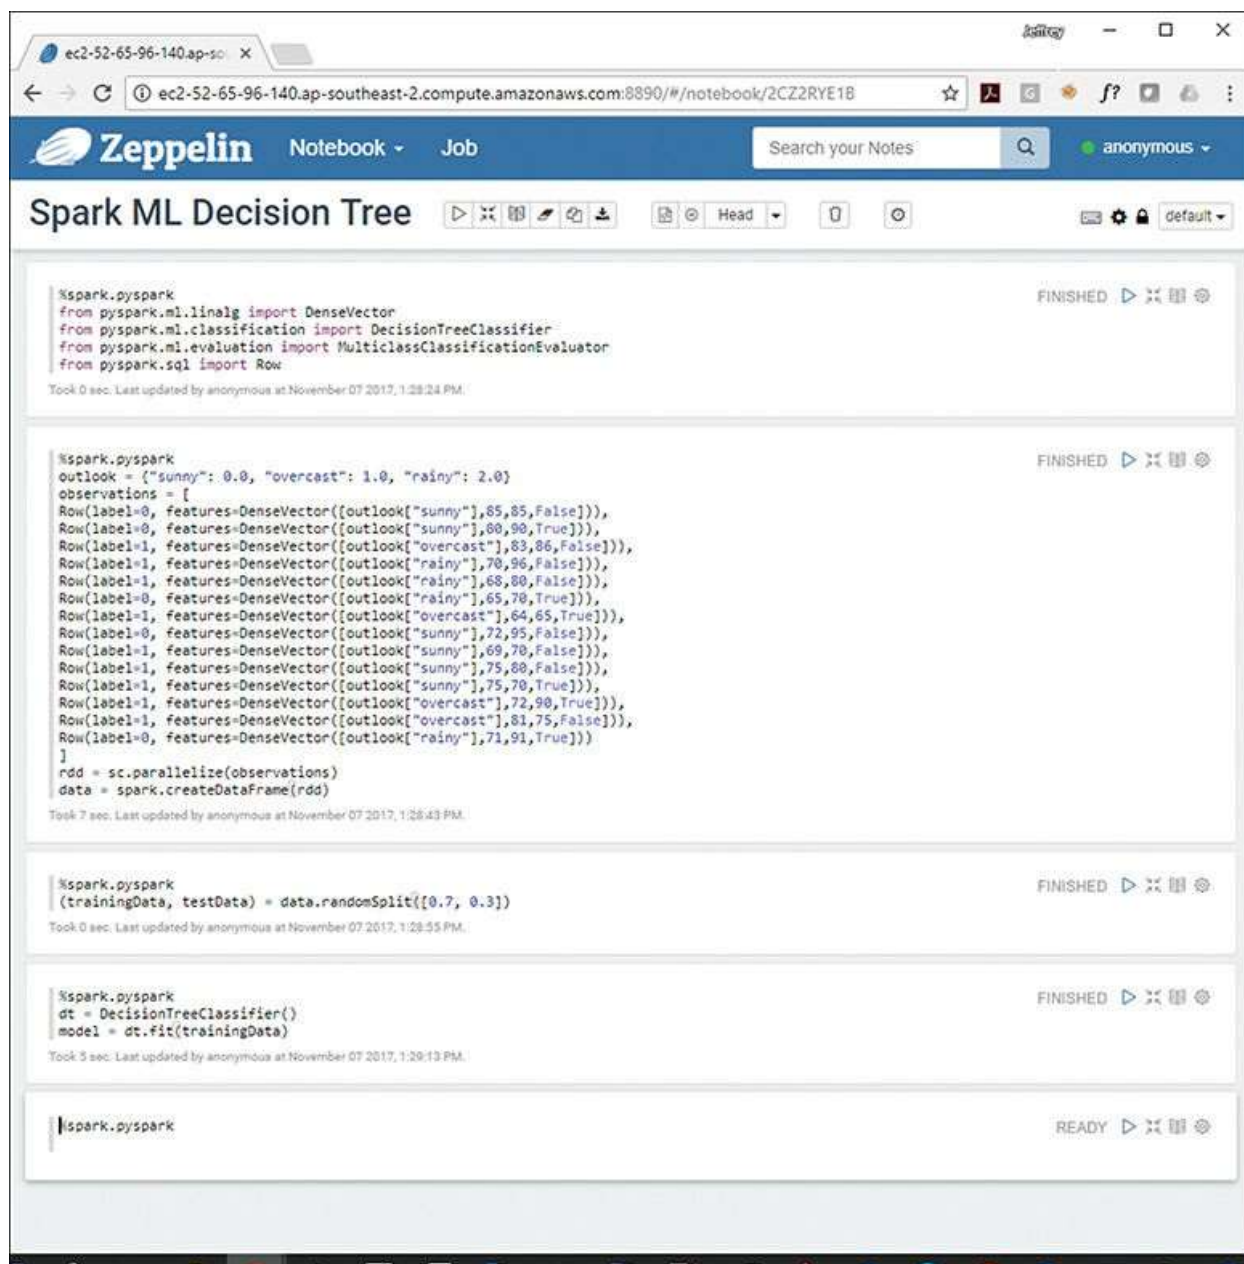 Jeffrey
ec2-52-65-96-140.ap-so
ec2-52-65-96-140.ap-southeast-2.compute.amazonaws.com:8890/#/notebook/2CZ2RYE1B
f?
Zeppelin Notebook Job Search your Notes anonymous
Spark ML Decision Tree Head default
%spark.pyspark FINISHED
from pyspark.ml.linalg import DenseVector
from pyspark.ml.classification import DecisionTreeClassifier
from pyspark.ml.evaluation import MulticlassClassificationEvaluator
from pyspark.sql import Row
Took 0 sec. Last updated by anonymous at November 07 2017, 1:28:24 PM.
%spark.pyspark FINISHED
outlook = {"sunny": 0.0, "overcast": 1.0, "rainy": 2.0}
observations = [
Row(label=0, features=DenseVector([outlook["sunny"],85,85,False])),
Row(label=0, features=DenseVector([outlook["sunny"],80,90,True])),
Row(label=1, features=DenseVector([outlook["overcast"],83,86,False])),
Row(label=1, features=DenseVector([outlook["rainy"],70,96,False])),
Row(label=1, features=DenseVector([outlook["rainy"],68,80,False])),
Row(label=0, features=DenseVector([outlook["rainy"],65,70,True])),
Row(label=1, features=DenseVector([outlook["overcast"],64,65,True])),
Row(label=0, features=DenseVector([outlook["sunny"],72,95,False])),
Row(label=1, features=DenseVector([outlook["sunny"],69,70,False])),
Row(label=1, features=DenseVector([outlook["sunny"],75,80,False])),
Row(label=1, features=DenseVector([outlook["sunny"],75,70,True])),
Row(label=1, features=DenseVector([outlook["overcast"],72,90,True])),
Row(label=1, features=DenseVector([outlook["overcast"],81,75,False])),
Row(label=0, features=DenseVector([outlook["rainy"],71,91,True]))
]
rdd = sc.parallelize(observations)
data = spark.createDataFrame(rdd)
Took 7 sec. Last updated by anonymous at November 07 2017, 1:28:43 PM.
%spark.pyspark FINISHED
(trainingData, testData) = data.randomSplit([0.7, 0.3])
Took 0 sec. Last updated by anonymous at November 07 2017, 1:28:55 PM.
%spark.pyspark FINISHED
dt = DecisionTreeClassifier()
model = dt.fit(trainingData)
Took 5 sec. Last updated by anonymous at November 07 2017, 1:29:13 PM.
%spark.pyspark READY